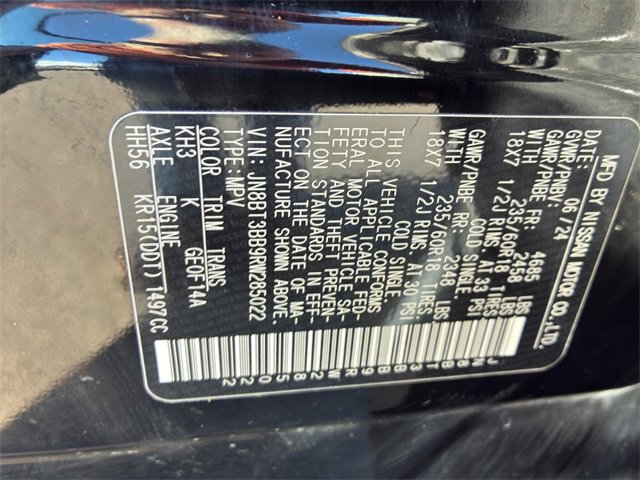 MFD BY NISSAN MOTOR CO.,LTD.
DATE: 06/24
GVWR/PNBV 4685 LBS
GAWR/PNBE FR: 2458 LBS
WITH 235/60R18 TIRES
18X7 1/2J RIMS AT 33 PSI
COLD SINGLE.
GAWR/PNBE RR: 2348 LBS
WITH 235/60R18 TIRES
18X7 1/2J RIMS AT 30 PSI
COLD SINGLE.
THIS VEHICLE CONFORMS
TO ALL APPLICABLE FED-
ERAL MOTOR VEHICLE SA-
FETY AND THEFT PREVEN-
TION STANDARDS IN EFF-
ECT ON THE DATE OF MA-
NUFACTURE SHOWN ABOVE.
VIN: JN8BT3BB9RW285022
TYPE: MPV
COLOR TRIM TRANS
KH3 K GE0F14A
AXLE ENGINE
HH56 KR15(DDT) 1497CC
JN8BT3BB9RW285022